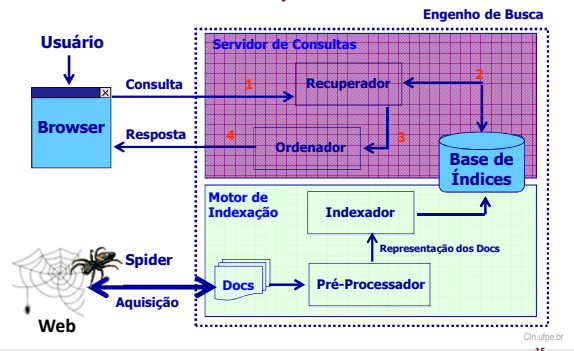 Engenho de Busca
Usuário
Servidor de Consultas
Consulta
1
Recuperador
2
Browser
Resposta
4
Ordenador
3
Base de
Índices
Motor de
Indexação
Indexador
Representação dos Docs
Spider
Docs
Pré-Processador
Aquisição
Web
CIn.ufpe.br
15